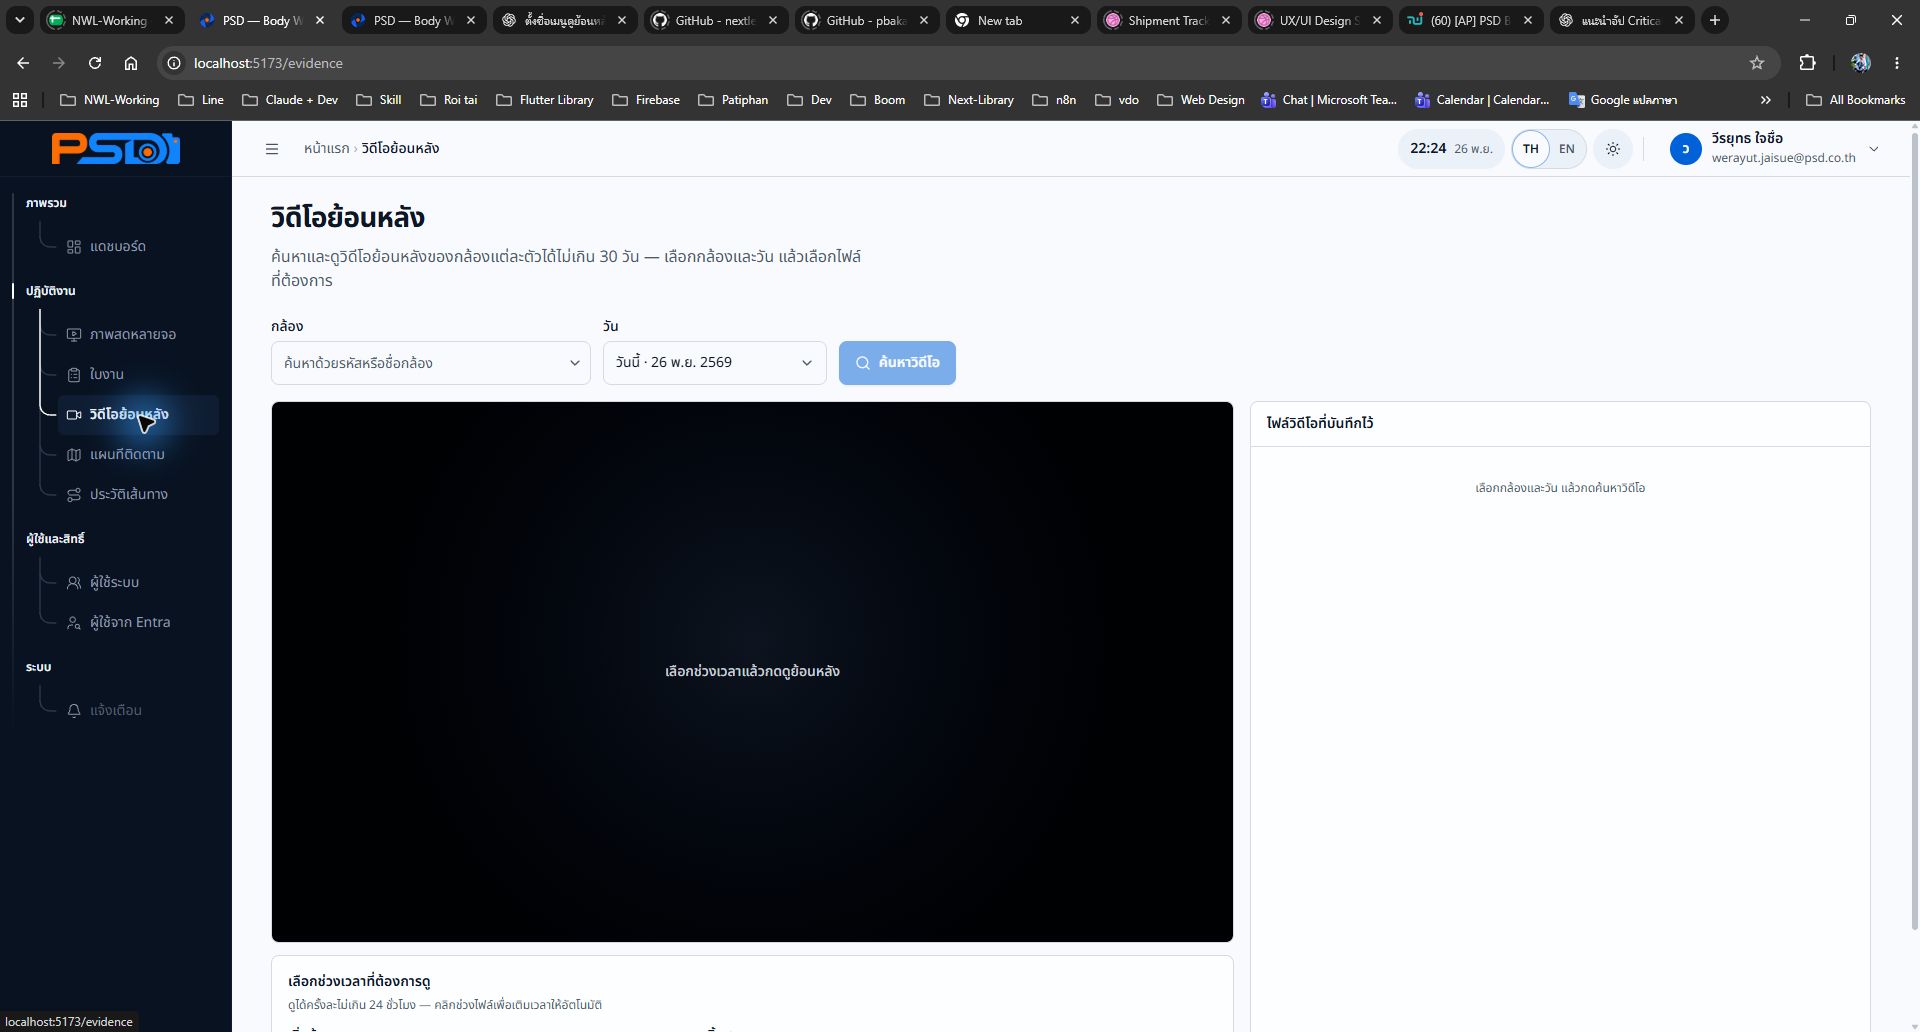 NWL-Working
PSD — Body W
PSD — Body W
ตั้งชื่อเมนูดูย้อนหลั
GitHub - nextle
GitHub - pbaka
New tab
Shipment Track
UX/UI Design S
(60) [AP] PSD B
แนะนำอัป Critica
localhost:5173/evidence
NWL-Working
Line
Claude + Dev
Skill
Roi tai
Flutter Library
Firebase
Patiphan
Dev
Boom
Next-Library
n8n
vdo
Web Design
Chat | Microsoft Tea...
Calendar | Calendar...
Google แปลภาษา
All Bookmarks
PSD
หน้าแรก › วิดีโอย้อนหลัง
22:24 26 พ.ย.
TH
EN
ว
วีรยุทธ ใจซื่อ
werayut.jaisue@psd.co.th
ภาพรวม
แดชบอร์ด
ปฏิบัติงาน
ภาพสดหลายจอ
ใบงาน
วิดีโอย้อนหลัง
แผนที่ติดตาม
ประวัติเส้นทาง
ผู้ใช้และสิทธิ์
ผู้ใช้ระบบ
ผู้ใช้จาก Entra
ระบบ
แจ้งเตือน
วิดีโอย้อนหลัง
ค้นหาและดูวิดีโอย้อนหลังของกล้องแต่ละตัวได้ไม่เกิน 30 วัน — เลือกกล้องและวัน แล้วเลือกไฟล์
ที่ต้องการ
กล้อง
วัน
ค้นหาด้วยรหัสหรือชื่อกล้อง
วันนี้ · 26 พ.ย. 2569
ค้นหาวิดีโอ
เลือกช่วงเวลาแล้วกดดูย้อนหลัง
ไฟล์วิดีโอที่บันทึกไว้
เลือกกล้องและวัน แล้วกดค้นหาวิดีโอ
เลือกช่วงเวลาที่ต้องการดู
ดูได้ครั้งละไม่เกิน 24 ชั่วโมง — คลิกช่วงไฟล์เพื่อเติมเวลาให้อัตโนมัติ
localhost:5173/evidence